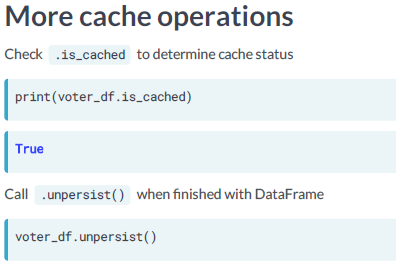 More cache operations
Check .is_cached to determine cache status
print(voter_df.is_cached)
True
Call .unpersist() when finished with DataFrame
voter_df.unpersist()